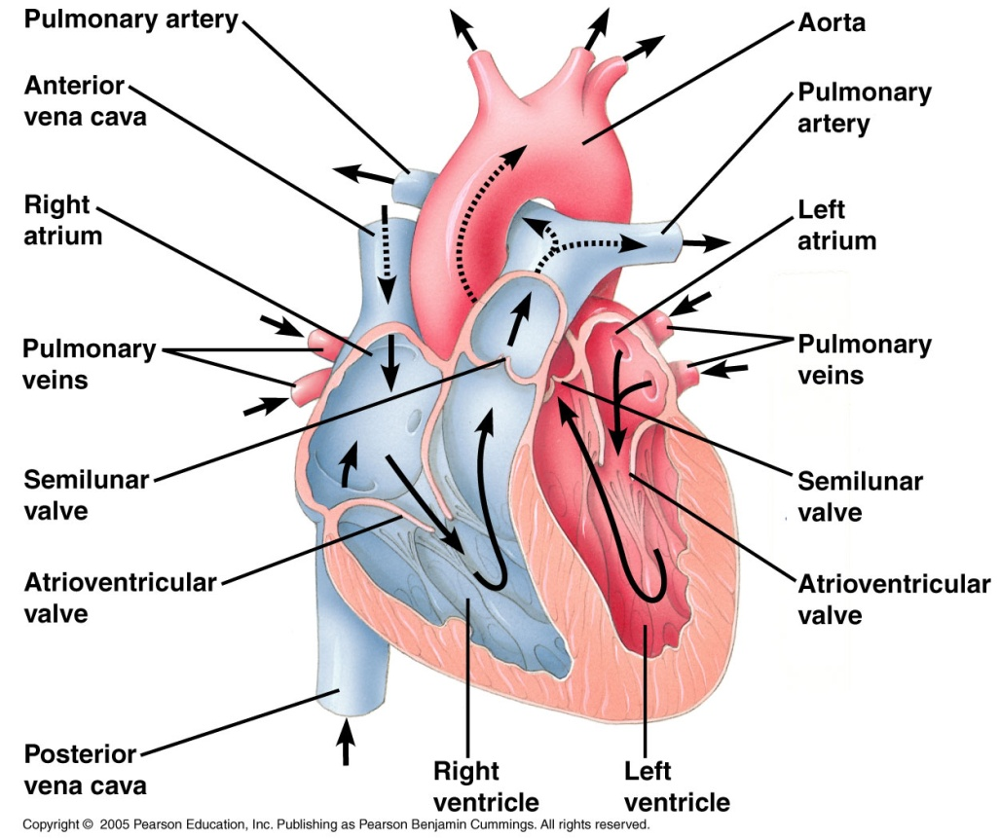 Pulmonary artery
Anterior
vena cava
Right
atrium
Pulmonary
veins
Semilunar
valve
Atrioventricular
valve
Posterior
vena cava
Right
ventricle
Left
ventricle
Aorta
Pulmonary
artery
Left
atrium
Pulmonary
veins
Semilunar
valve
Atrioventricular
valve
Copyright © 2005 Pearson Education, Inc. Publishing as Pearson Benjamin Cummings. All rights reserved.